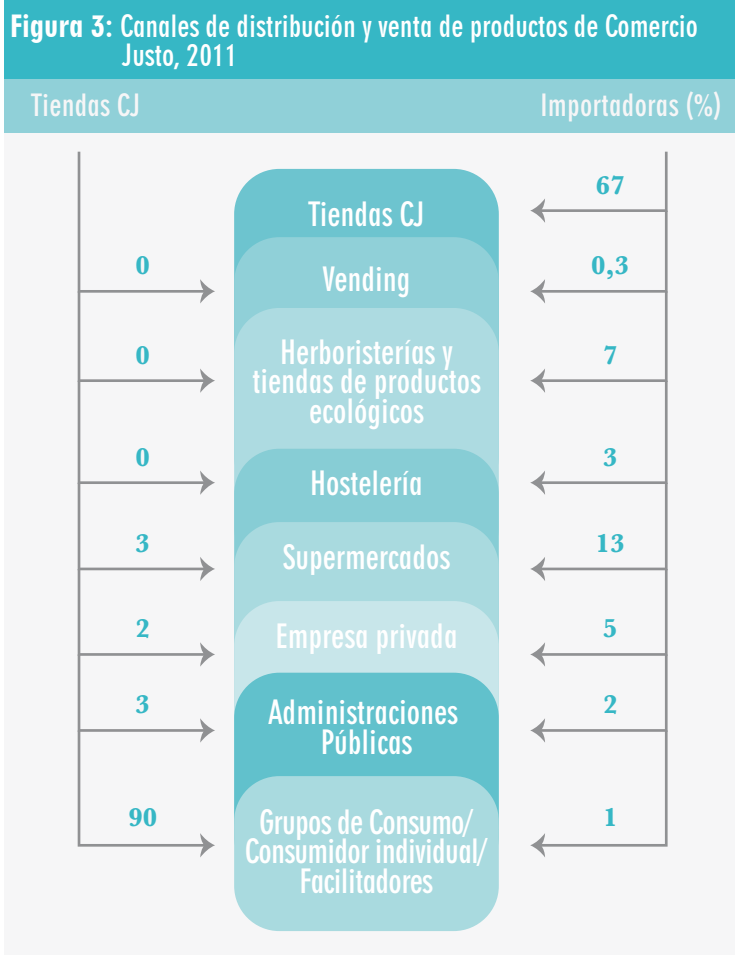 Figura 3: Canales de distribución y venta de productos de Comercio
Justo, 2011
Tiendas CJ
Importadoras (%)
Tiendas CJ
67
0
Vending
0,3
0
Herboristerías y
tiendas de productos
ecológicos
7
0
Hostelería
3
3
Supermercados
13
2
Empresa privada
5
3
Administraciones
Públicas
2
90
Grupos de Consumo/
Consumidor individual/
Facilitadores
1